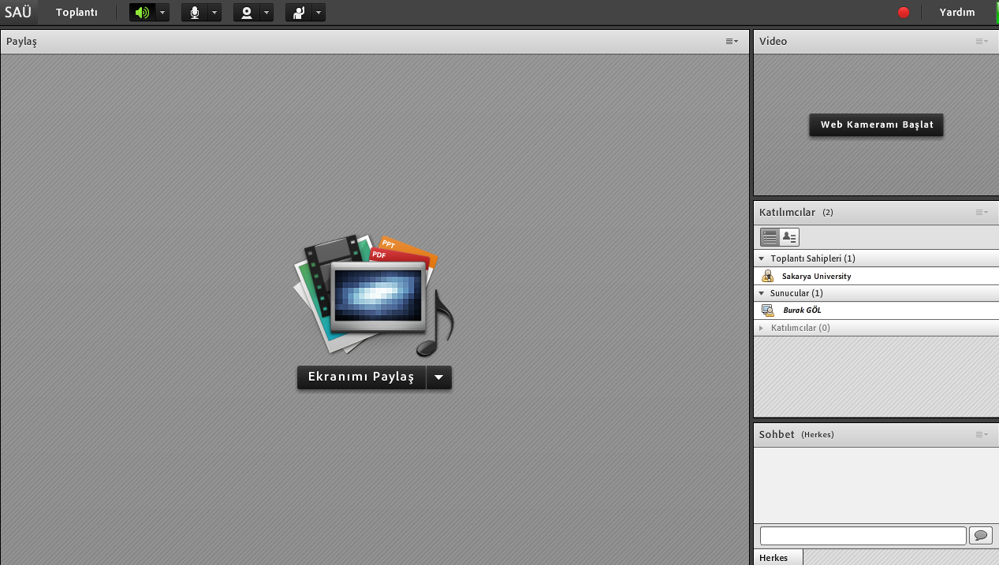 SAÜ Toplantı Yardım
Paylaş
PPT
PDF
Ekranımı Paylaş
Video
Web Kameramı Başlat
Katılımcılar (2)
Toplantı Sahipleri (1)
Sakarya University
Sunucular (1)
Burak GÖL
Katılımcılar (0)
Sohbet (Herkes)
Herkes